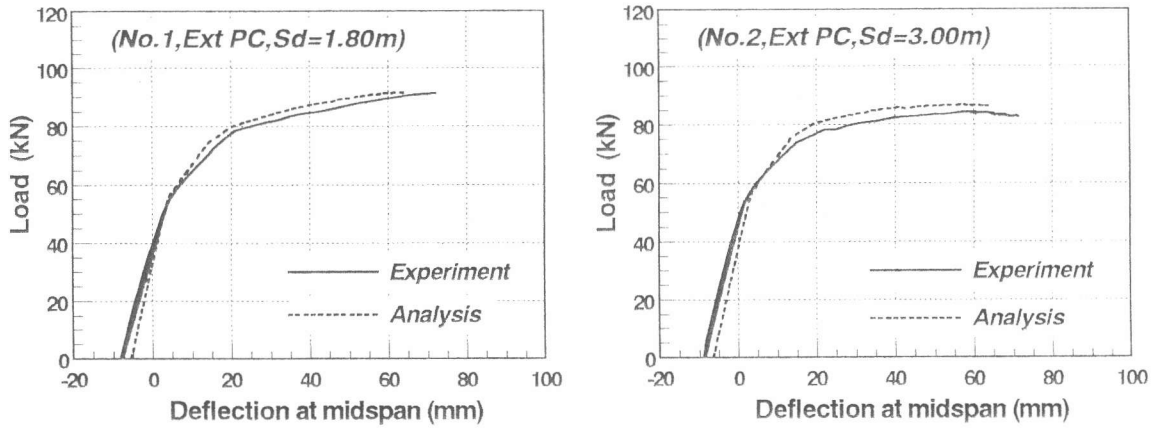 120
100
80
60
40
20
0
Load (kN)
(No.1,Ext PC,Sd=1.80m)
Experiment
Analysis
-20 0 20 40 60 80 100
Deflection at midspan (mm)
120
100
80
60
40
20
0
Load (kN)
(No.2,Ext PC,Sd=3.00m)
Experiment
Analysis
-20 0 20 40 60 80 100
Deflection at midspan (mm)